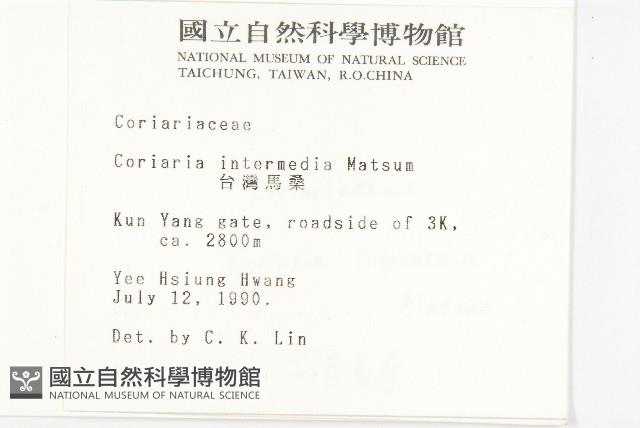 國立自然科學博物館
NATIONAL MUSEUM OF NATURAL SCIENCE
TAICHUNG, TAIWAN, R.O.CHINA
Coriariaceae
Coriaria intermedia Matsum
台灣馬桑
Kun Yang gate, roadside of 3K,
ca. 2800m
Yee Hsiung Hwang
July 12, 1990.
Det. by C. K. Lin
國立自然科學博物館
NATIONAL MUSEUM OF NATURAL SCIENCE